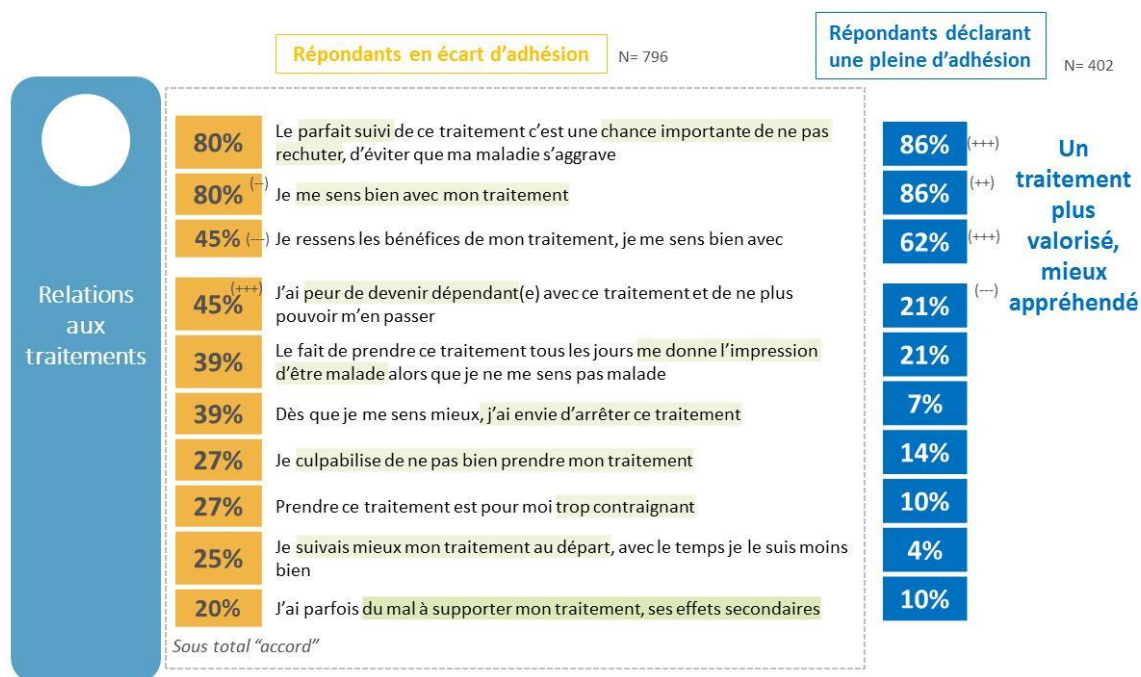 Répondants en écart d'adhésion N= 796
Répondants déclarant
une pleine d'adhésion N= 402
Relations
aux
traitements
80% Le parfait suivi de ce traitement c'est une chance importante de ne pas
rechuter, d'éviter que ma maladie s'aggrave 86% (+++)
80% (--) Je me sens bien avec mon traitement 86% (++)
45% (---) Je ressens les bénéfices de mon traitement, je me sens bien avec 62% (+++)
45% (+++) J'ai peur de devenir dépendant(e) avec ce traitement et de ne plus
pouvoir m'en passer 21% (---)
39% Le fait de prendre ce traitement tous les jours me donne l'impression
d'être malade alors que je ne me sens pas malade 21%
39% Dès que je me sens mieux, j'ai envie d'arrêter ce traitement 7%
27% Je culpabilise de ne pas bien prendre mon traitement 14%
27% Prendre ce traitement est pour moi trop contraignant 10%
25% Je suivais mieux mon traitement au départ, avec le temps je le suis moins
bien 4%
20% J'ai parfois du mal à supporter mon traitement, ses effets secondaires 10%
Sous total "accord"
Un
traitement
plus
valorisé,
mieux
appréhendé